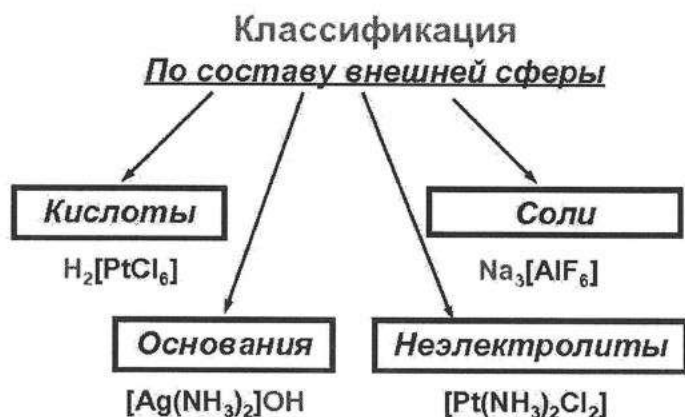 Классификация
По составу внешней сферы
Кислоты
Соли
H₂[PtCl₆]
Na₃[AlF₆]
Основания
Неэлектролиты
[Ag(NH₃)₂]OH
[Pt(NH₃)₂Cl₂]